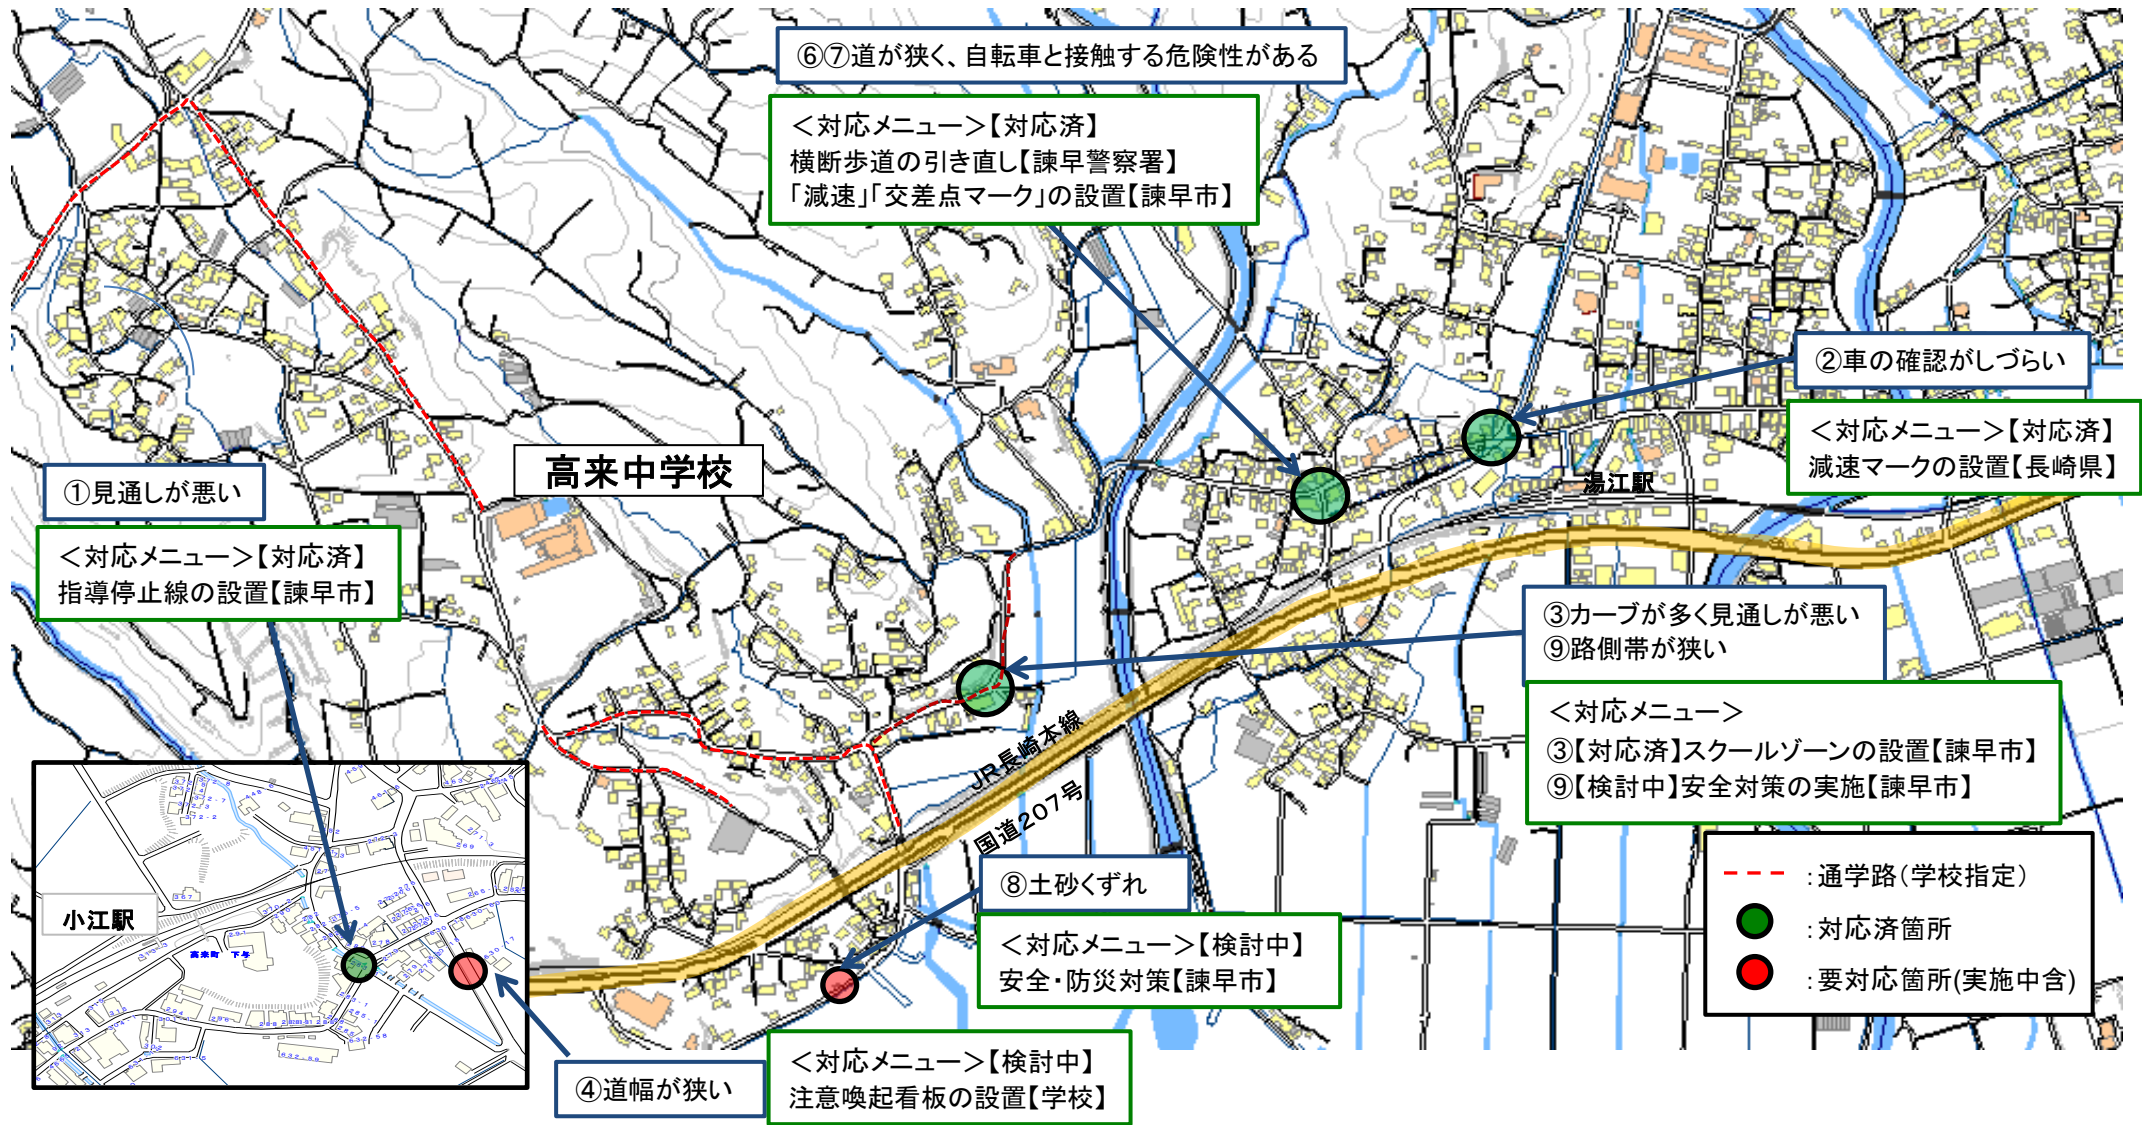 ⑥⑦道が狭く、自転車と接触する危険性がある
＜対応メニュー＞【対応済】
横断歩道の引き直し【諫早警察署】
「減速」「交差点マーク」の設置【諫早市】
②車の確認がしづらい
＜対応メニュー＞【対応済】
減速マークの設置【長崎県】
高来中学校
湯江駅
①見通しが悪い
＜対応メニュー＞【対応済】
指導停止線の設置【諫早市】
③カーブが多く見通しが悪い
⑨路側帯が狭い
＜対応メニュー＞
③【対応済】スクールゾーンの設置【諫早市】
⑨【検討中】安全対策の実施【諫早市】
JR長崎本線
国道207号
⑧土砂くずれ
＜対応メニュー＞【検討中】
安全・防災対策【諫早市】
小江駅
④道幅が狭い
＜対応メニュー＞【検討中】
注意喚起看板の設置【学校】
：通学路（学校指定）
：対応済箇所
：要対応箇所(実施中含)